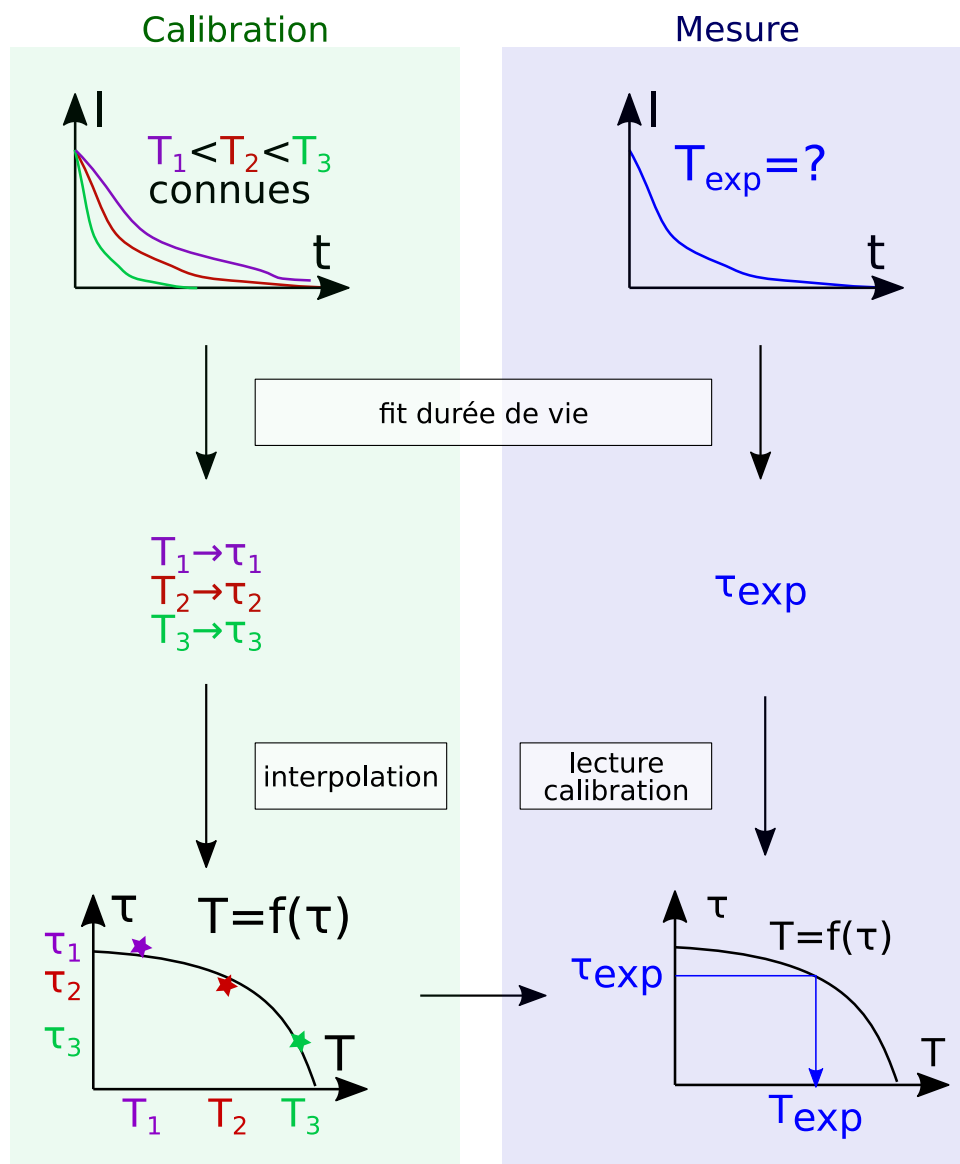 Calibration
I
T₁<T₂<T₃
connues
t
Mesure
I
T_exp=?
t
fit durée de vie
T₁→τ₁
T₂→τ₂
T₃→τ₃
τexp
interpolation
lecture
calibration
τ
T=f(τ)
τ₁
τ₂
τ₃
T
T₁ T₂ T₃
τ
T=f(τ)
τexp
T
Texp